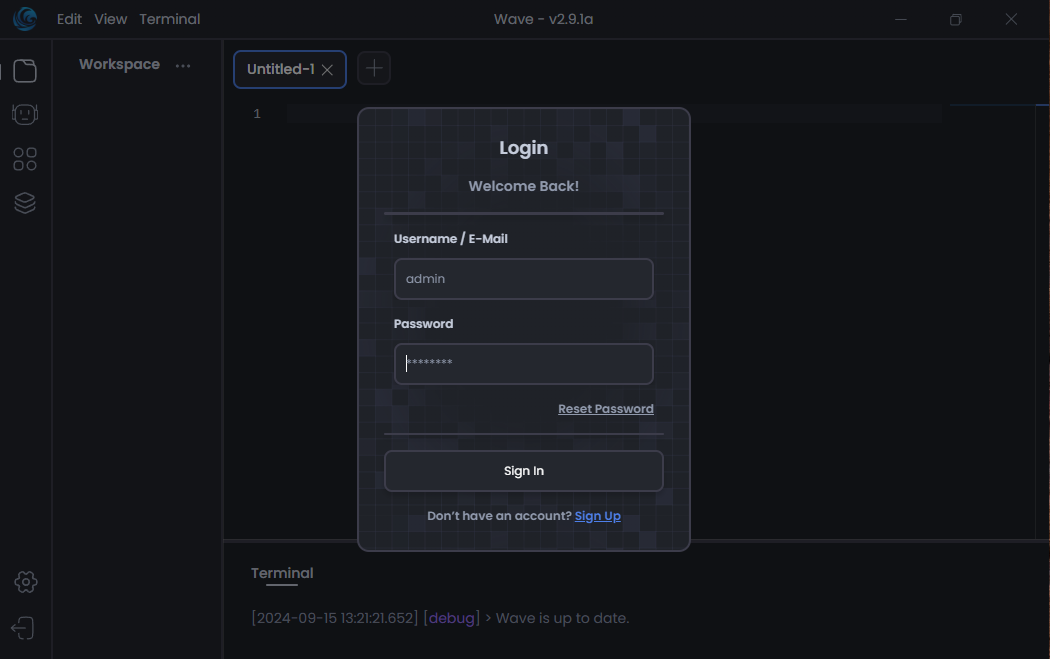 Edit View Terminal
Wave - v2.9.1a
Workspace ...
Untitled-1
1
Login
Welcome Back!
Username / E-Mail
admin
Password
********
Reset Password
Sign In
Don't have an account? Sign Up
Terminal
[2024-09-15 13:21:21.652] [debug] > Wave is up to date.